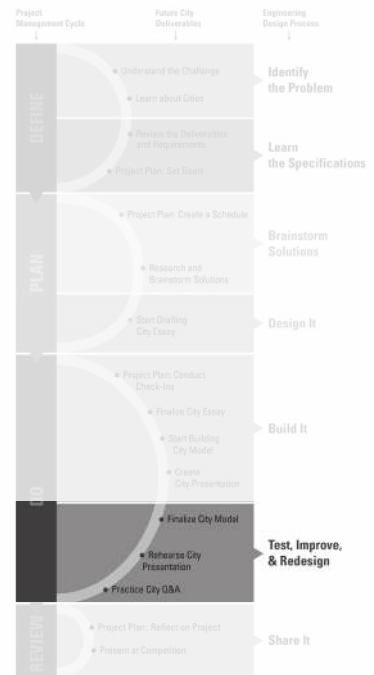 Project
Management Cycle
Future City
Deliverables
Engineering
Design Process
DEFINE
Understand the Challenge
Learn about Cities
Identify
the Problem
Review the Deliverables
and Requirements
Project Plan: Set Goals
Learn
the Specifications
PLAN
Project Plan: Create a Schedule
Research and
Brainstorm Solutions
Brainstorm
Solutions
Start Drafting
City Essay
Design It
DO
Project Plan: Conduct
Check-Ins
Finalize City Essay
Start Building
City Model
Create
City Presentation
Build It
Finalize City Model
Rehearse City
Presentation
Practice City Q&A
Test, Improve,
& Redesign
REVIEW
Project Plan: Reflect on Project
Present at Competition
Share It